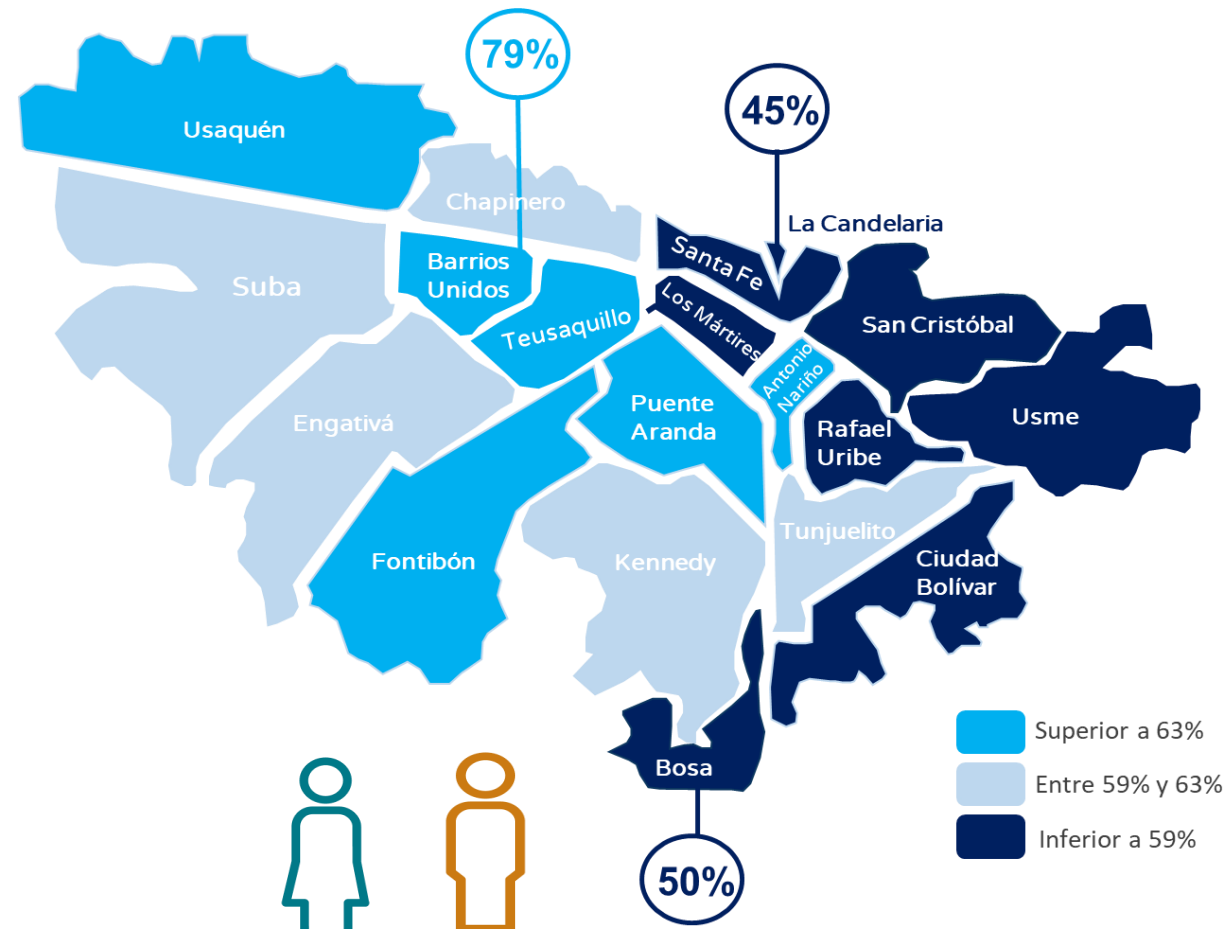 79%
45%
Usaquén
Chapinero
La Candelaria
Santa Fe
Barrios
Unidos
Suba
Los Mártires
San Cristóbal
Teusaquillo
Antonio
Nariño
Puente
Aranda
Engativá
Rafael
Uribe
Usme
Tunjuelito
Fontibón
Kennedy
Ciudad
Bolívar
Bosa
50%
Superior a 63%
Entre 59% y 63%
Inferior a 59%